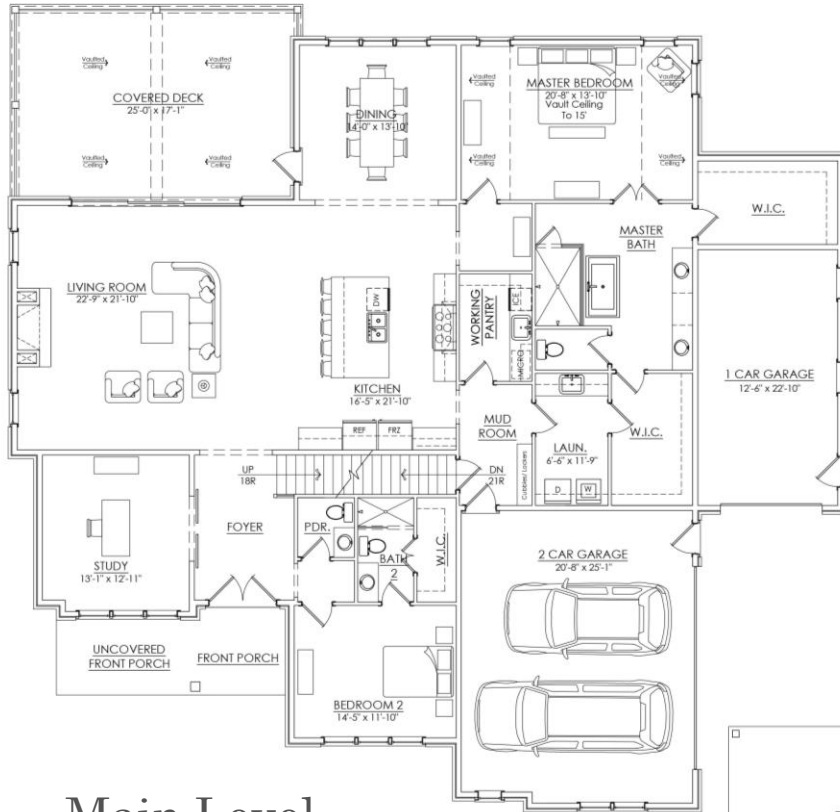 Vaulted
Ceiling
Vaulted
Ceiling
COVERED DECK
25'-0" x 17'-1"
Vaulted
Ceiling
Vaulted
Ceiling
DINING
14'-0" x 13'-10"
Vaulted
Ceiling
MASTER BEDROOM
20'-8" x 13'-10"
Vault Ceiling
To 15'
Vaulted
Ceiling
Vaulted
Ceiling
Vaulted
Ceiling
W.I.C.
MASTER
BATH
LIVING ROOM
22'-9" x 21'-10"
DW
KITCHEN
16'-5" x 21'-10"
REF
FRZ
WORKING
PANTRY
ICE
MICRO
1 CAR GARAGE
12'-6" x 22'-10"
MUD
ROOM
Cubbies/Lockers
LAUN.
6'-6" x 11'-9"
D
W
W.I.C.
UP
18R
DN
21R
STUDY
13'-1" x 12'-11"
FOYER
PDR.
BATH
2
W.I.C.
2 CAR GARAGE
20'-8" x 25'-1"
UNCOVERED
FRONT PORCH
FRONT PORCH
BEDROOM 2
14'-5" x 11'-10"
Main Level